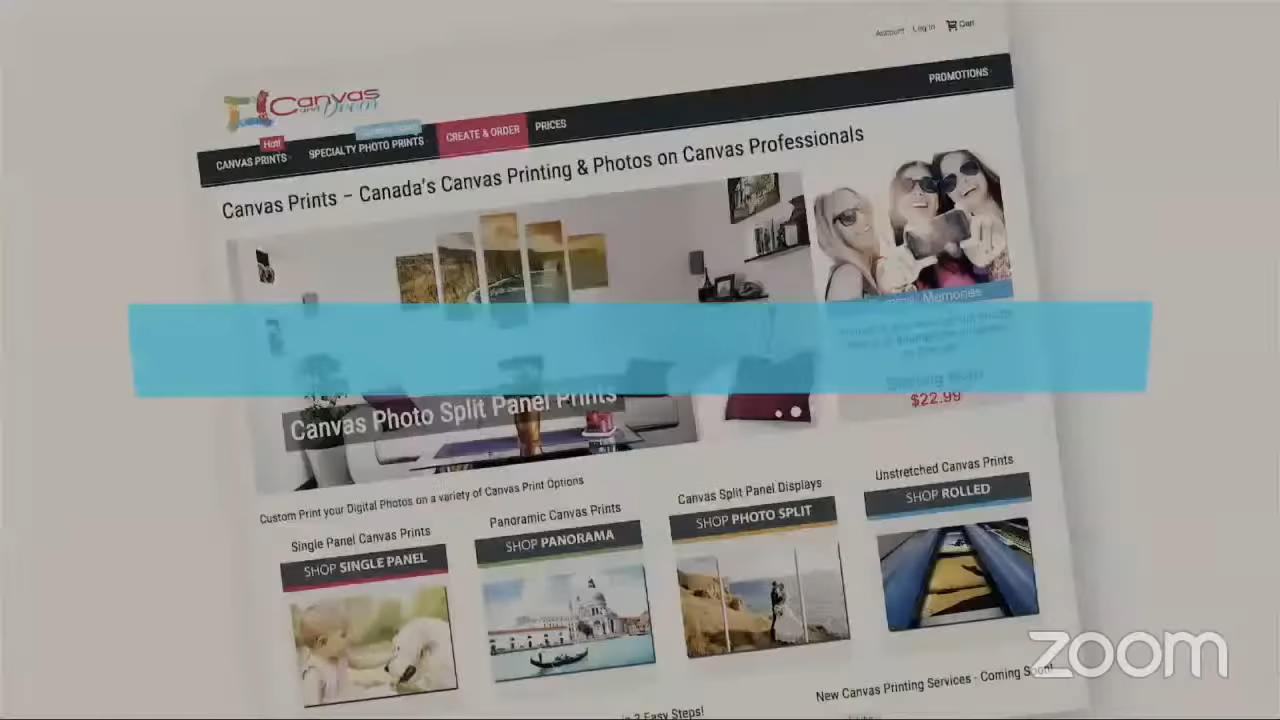 Account Log In Cart
Canvas
and Décor
PROMOTIONS
Hot!
CANVAS PRINTS
SPECIALTY PHOTO PRINTS
CREATE & ORDER
PRICES
Canvas Prints – Canada's Canvas Printing & Photos on Canvas Professionals
Memories
$22.99
Canvas Photo Split Panel Prints
Custom Print your Digital Photos on a variety of Canvas Print Options
Single Panel Canvas Prints
SHOP SINGLE PANEL
Panoramic Canvas Prints
SHOP PANORAMA
Canvas Split Panel Displays
SHOP PHOTO SPLIT
Unstretched Canvas Prints
SHOP ROLLED
New Canvas Printing Services - Coming Soon!
in 3 Easy Steps!
zoom